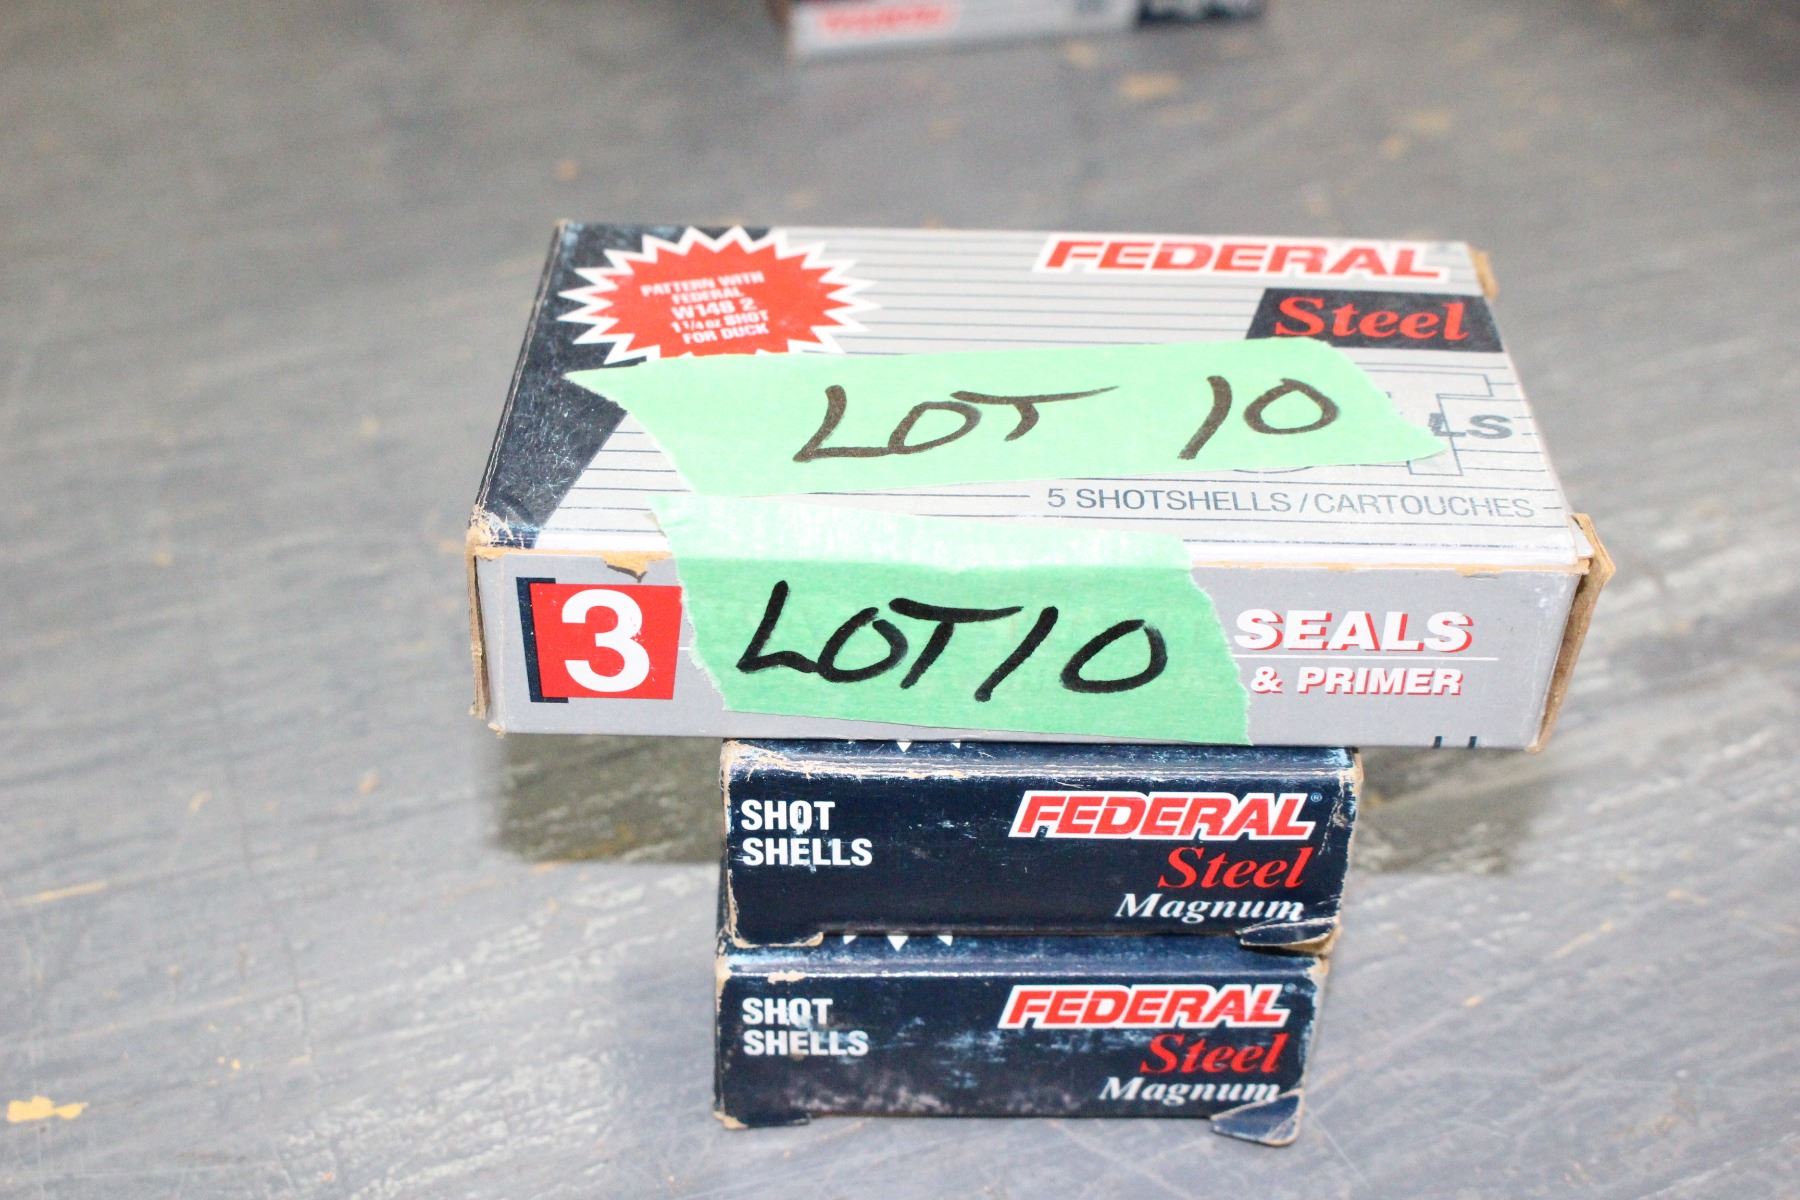 PATTERN WITH
FEDERAL
W148 2
1 1/4 oz SHOT
FOR DUCK
FEDERAL
Steel
LOT 10
LS
5 SHOTSHELLS/CARTOUCHES
3
LOT 10
SEALS
& PRIMER
SHOT
SHELLS
FEDERAL®
Steel
Magnum
SHOT
SHELLS
FEDERAL®
Steel
Magnum